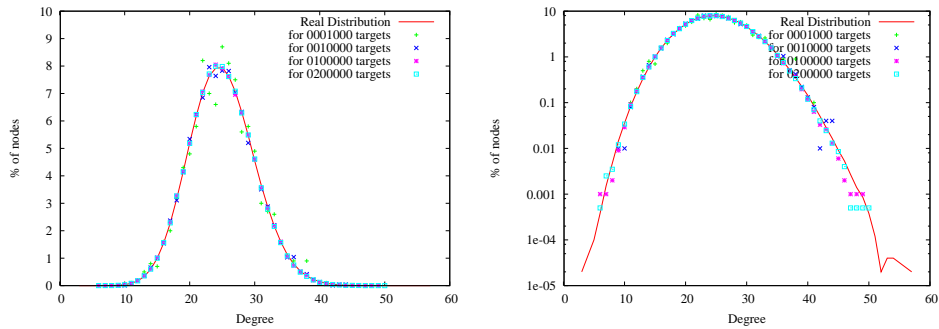 Real Distribution
for 0001000 targets
for 0010000 targets
for 0100000 targets
for 0200000 targets
9
8
7
6
5
4
3
2
1
0
% of nodes
0 10 20 30 40 50 60
Degree
Real Distribution
for 0001000 targets
for 0010000 targets
for 0100000 targets
for 0200000 targets
10
1
0.1
0.01
0.001
1e-04
1e-05
% of nodes
0 10 20 30 40 50 60
Degree